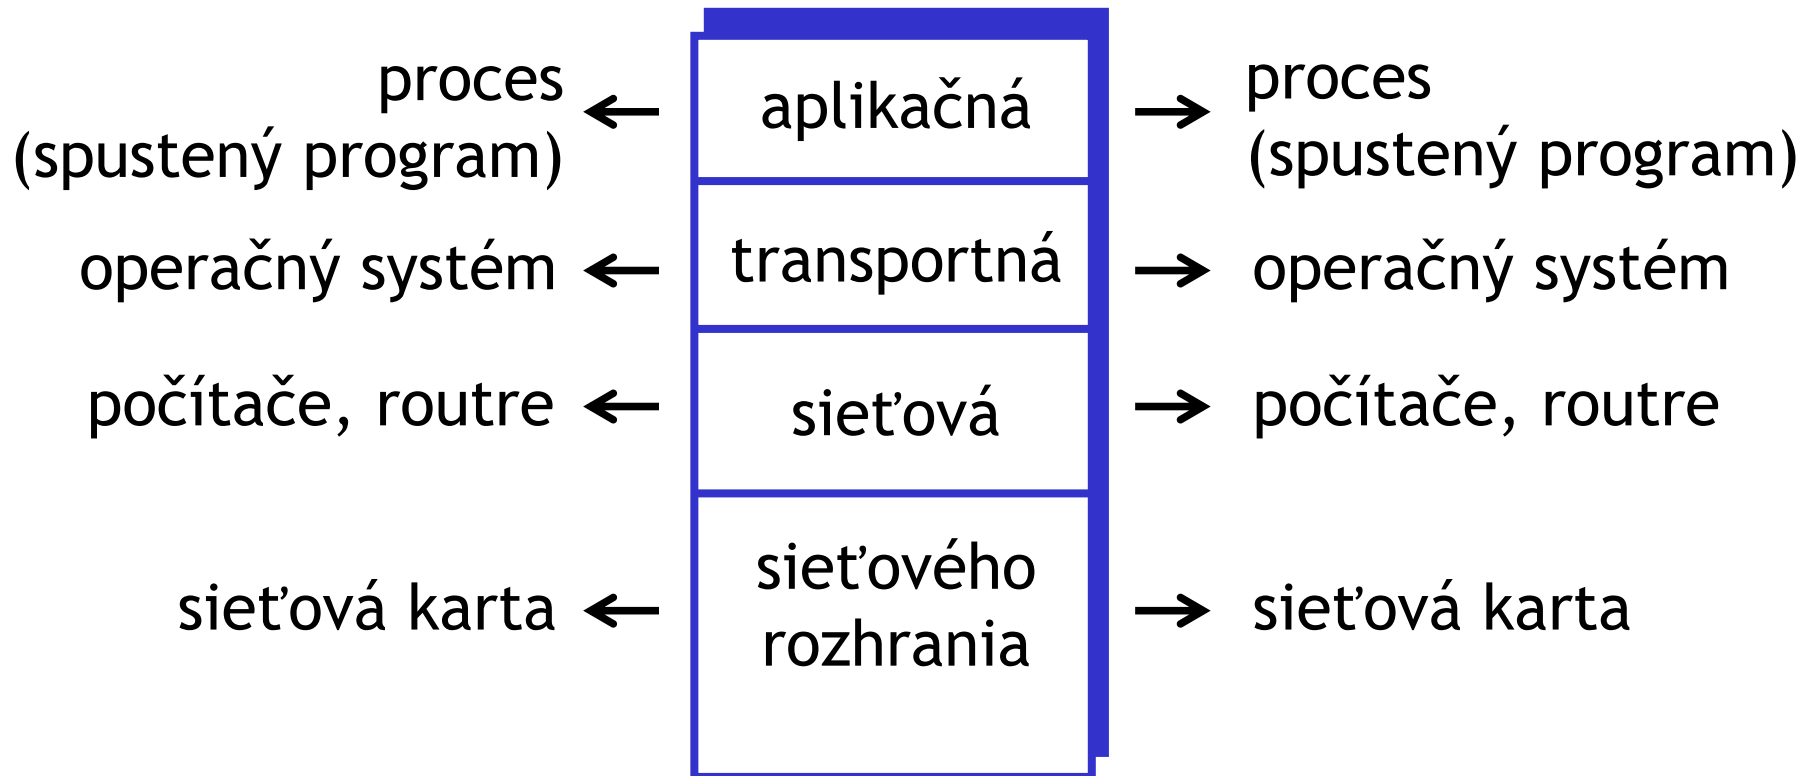 proces
(spustený program)
aplikačná
proces
(spustený program)
operačný systém
transportná
operačný systém
počítače, routre
sieťová
počítače, routre
sieťová karta
sieťového
rozhrania
sieťová karta